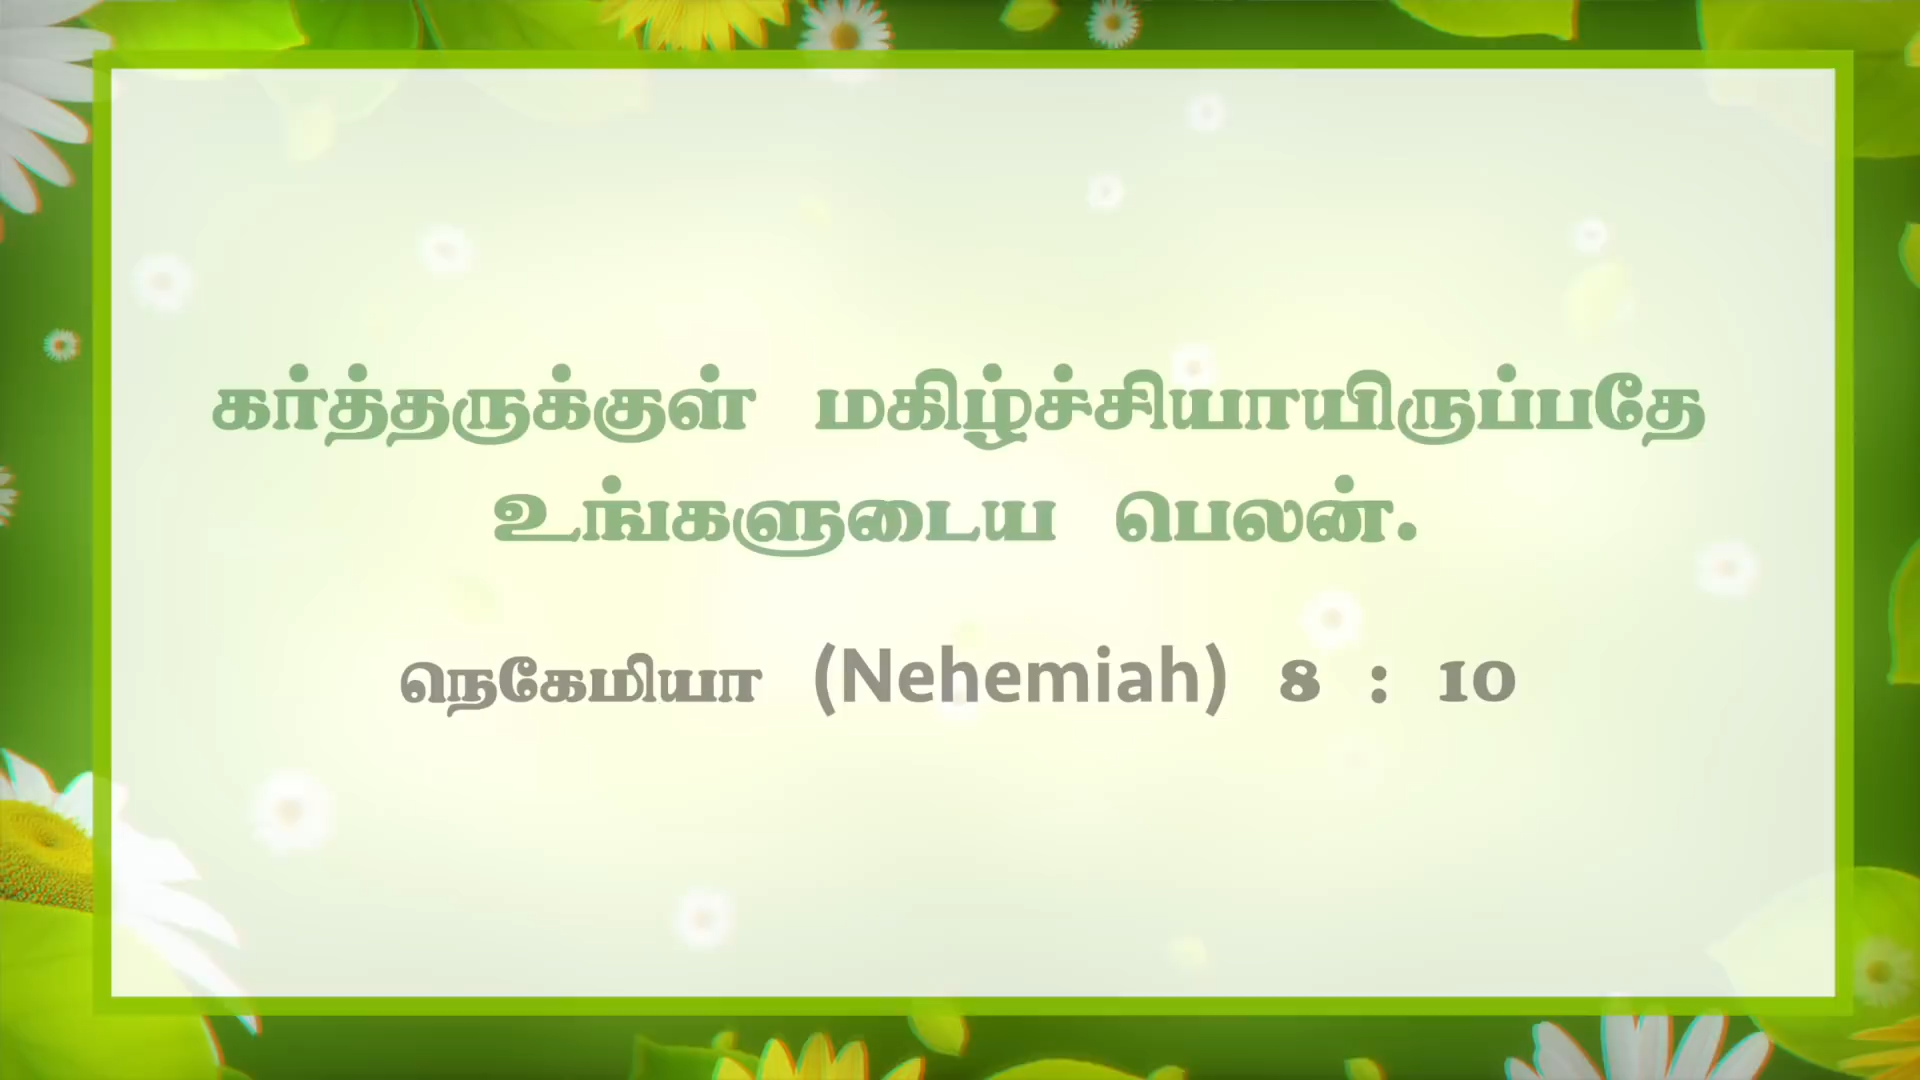 கர்த்தருக்குள் மகிழ்ச்சியாயிருப்பதே
உங்களுடைய பெலன்.
நெகேமியா (Nehemiah) 8 : 10